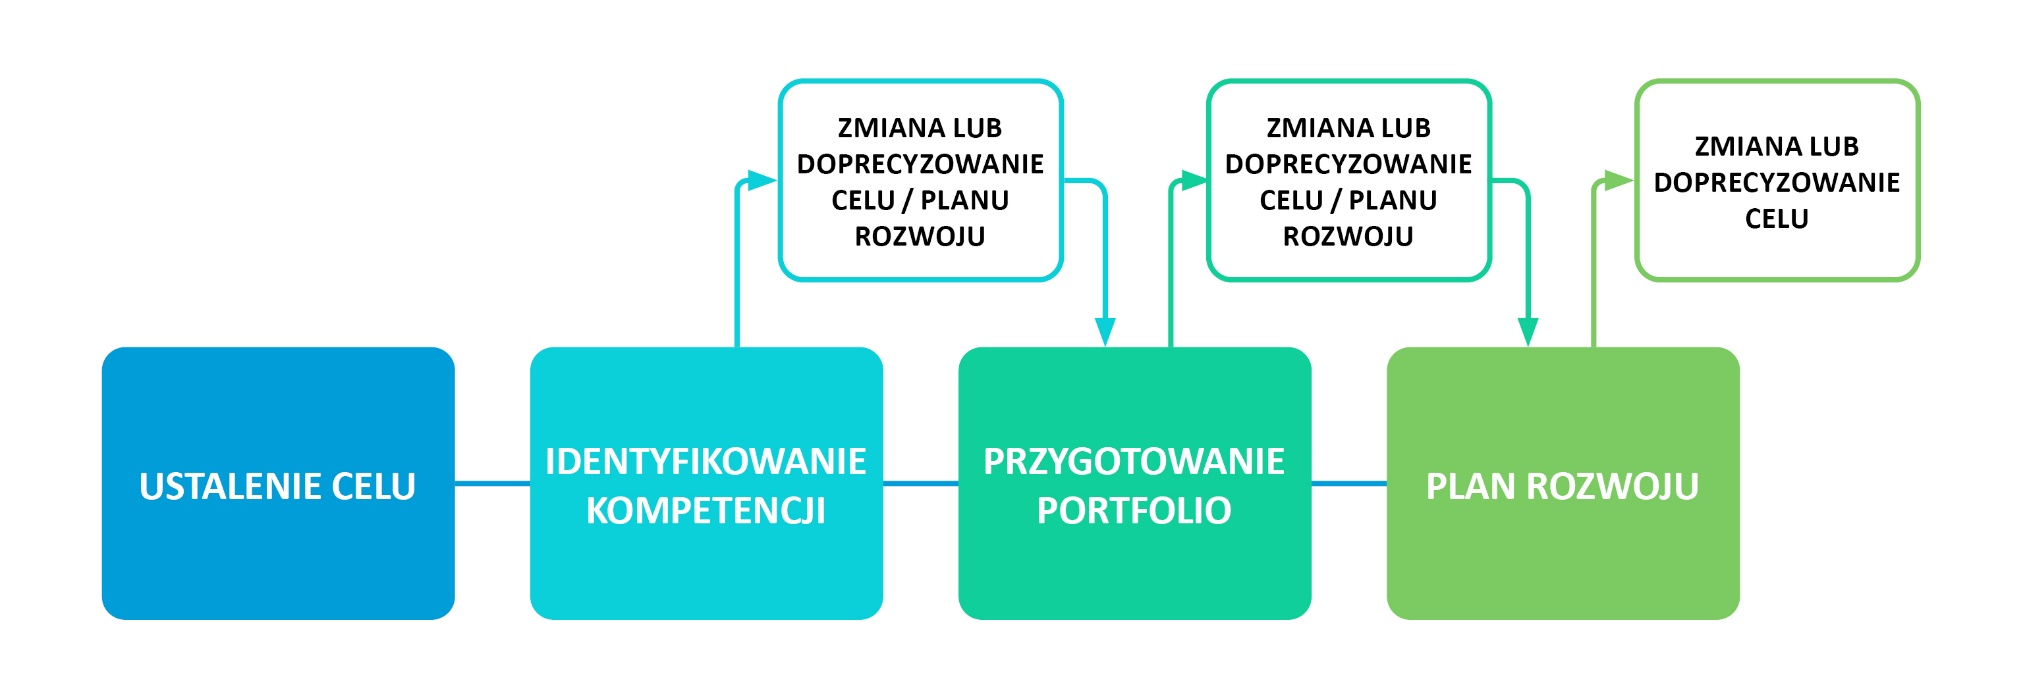 ZMIANA LUB
DOPRECYZOWANIE
CELU / PLANU
ROZWOJU
ZMIANA LUB
DOPRECYZOWANIE
CELU / PLANU
ROZWOJU
ZMIANA LUB
DOPRECYZOWANIE
CELU
USTALENIE CELU
IDENTYFIKOWANIE
KOMPETENCJI
PRZYGOTOWANIE
PORTFOLIO
PLAN ROZWOJU